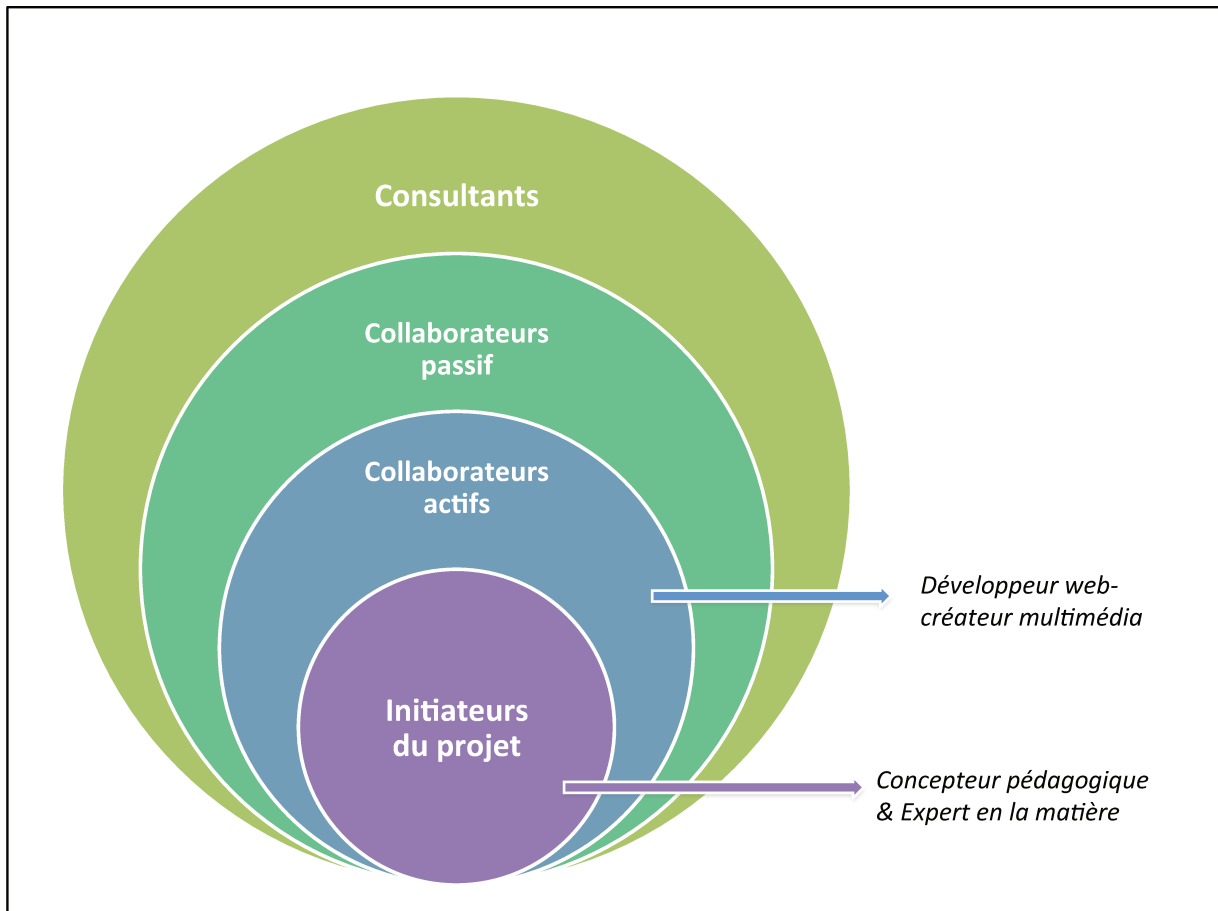 Consultants
Collaborateurs
passif
Collaborateurs
actifs
Développeur web-
créateur multimédia
Initiateurs
du projet
Concepteur pédagogique
& Expert en la matière